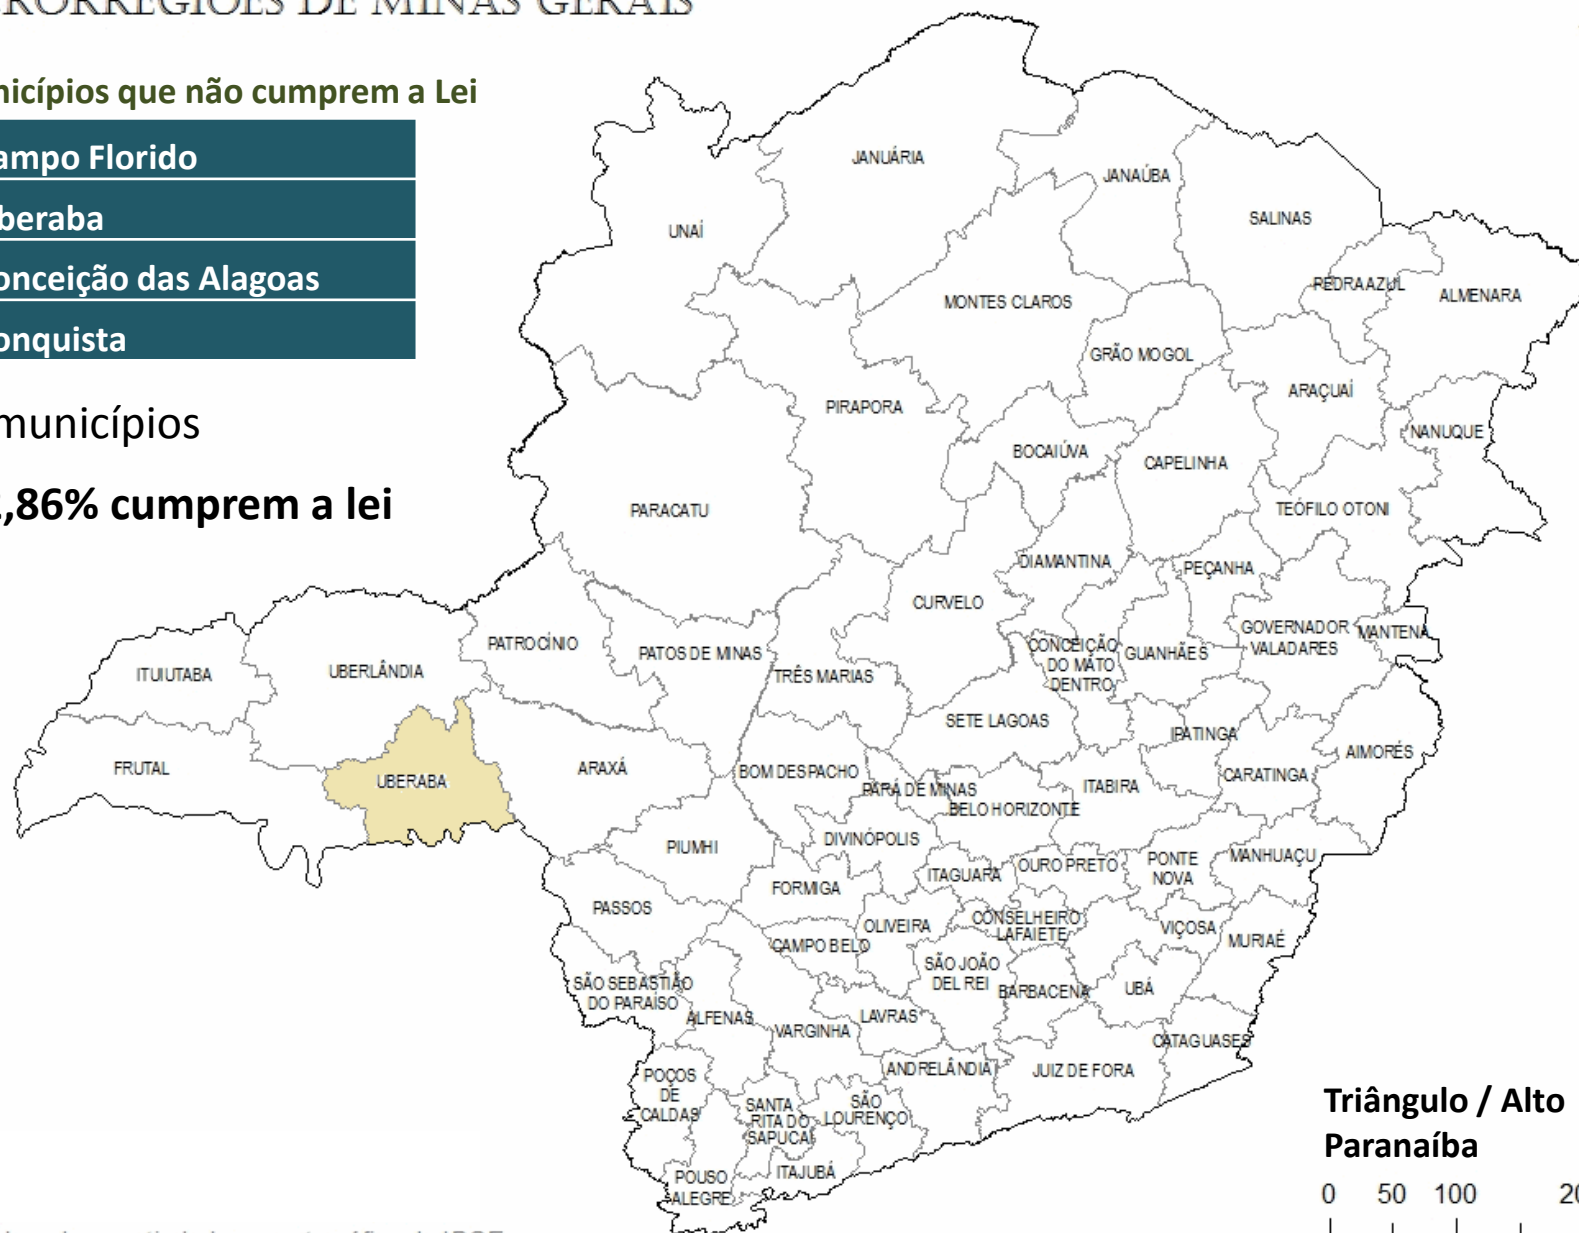 RORREGIÕES DE MINAS GERAIS
nicípios que não cumprem a Lei
ampo Florido
beraba
onceição das Alagoas
onquista
municípios
,86% cumprem a lei
JANUÁRIA
JANAÚBA
SALINAS
UNAÍ
PEDRA AZUL
ALMENARA
MONTES CLAROS
GRÃO MOGOL
ARAÇUAÍ
PIRAPORA
NANUQUE
BOCAIÚVA
CAPELINHA
PARACATU
TEÓFILO OTONI
DIAMANTINA
PEÇANHA
CURVELO
PATROCÍNIO
PATOS DE MINAS
CONCEIÇÃO
DO MATO
DENTRO
GUANHÃES
GOVERNADOR
VALADARES
MANTENA
ITUIUTABA
UBERLÂNDIA
TRÊS MARIAS
SETE LAGOAS
IPATINGA
AIMORÉS
FRUTAL
UBERABA
ARAXÁ
BOM DESPACHO
PARÁ DE MINAS
BELO HORIZONTE
ITABIRA
CARATINGA
PIUMHI
DIVINÓPOLIS
ITAGUARA
OURO PRETO
PONTE
NOVA
MANHUAÇU
FORMIGA
PASSOS
OLIVEIRA
CONSELHEIRO
LAFAIETE
VIÇOSA
MURIAÉ
CAMPO BELO
SÃO JOÃO
DEL REI
BARBACENA
UBÁ
SÃO SEBASTIÃO
DO PARAÍSO
ALFENAS
VARGINHA
LAVRAS
CATAGUASES
ANDRELÂNDIA
JUIZ DE FORA
POÇOS
DE
CALDAS
SANTA
RITA DO
SAPUCAÍ
SÃO
LOURENÇO
POUSO
ALEGRE
ITAJUBÁ
Triângulo / Alto
Paranaíba
0 50 100